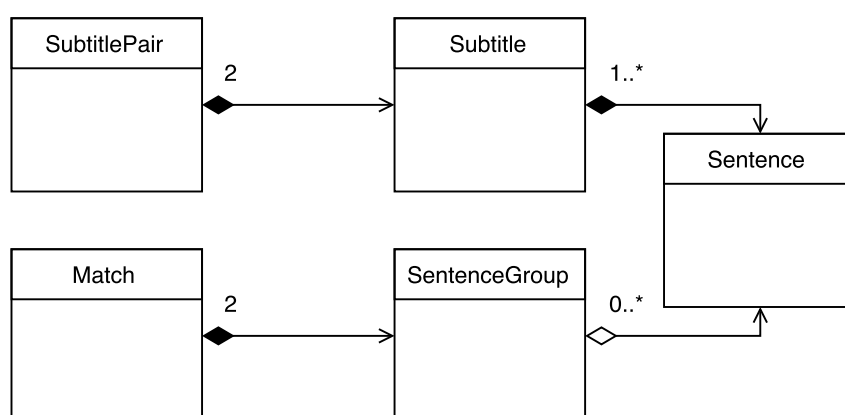 SubtitlePair
Subtitle
2
1..*
Sentence
Match
SentenceGroup
2
0..*